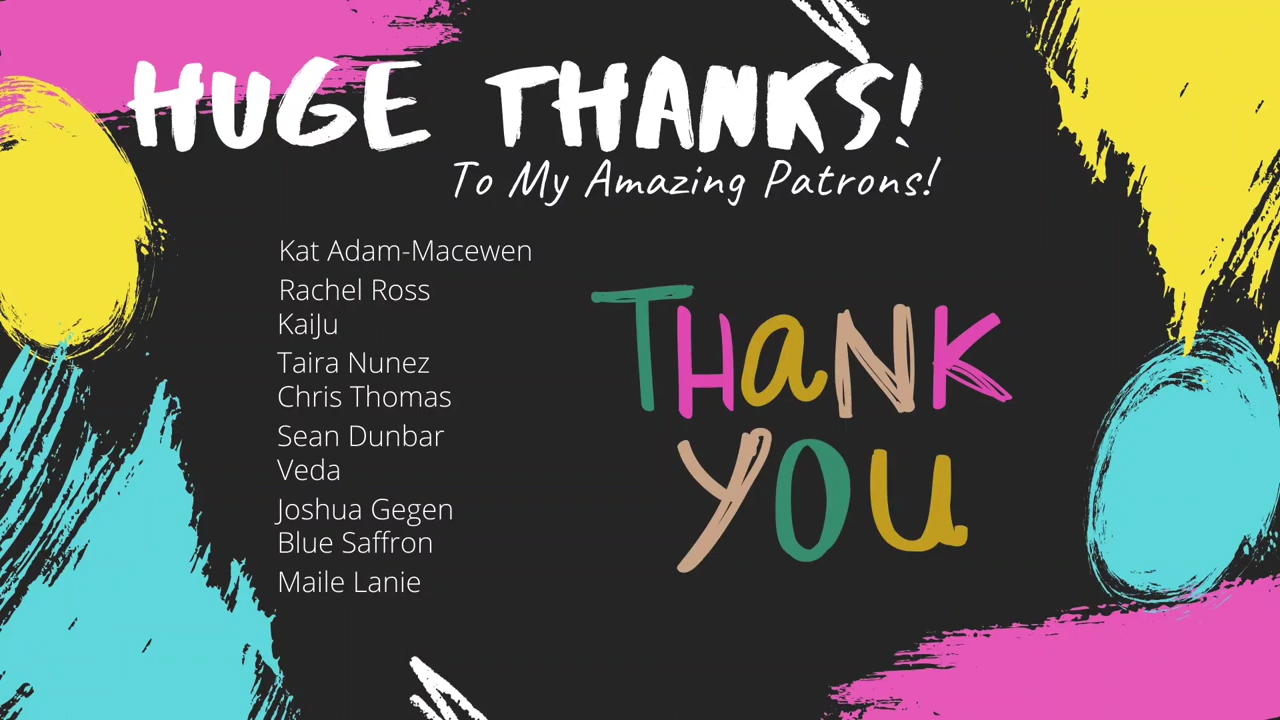 HUGE THANKS!
To My Amazing Patrons!
Kat Adam-Macewen
Rachel Ross
KaiJu
Taira Nunez
Chris Thomas
Sean Dunbar
Veda
Joshua Gegen
Blue Saffron
Maile Lanie
THaNK
YOU